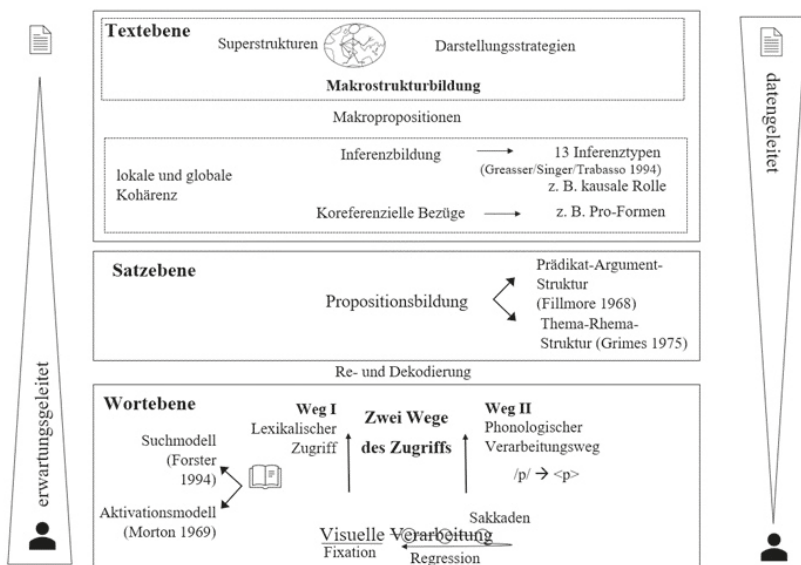 Textebene
Superstrukturen
Darstellungsstrategien
Makrostrukturbildung
Makropropositionen
lokale und globale
Kohärenz
Inferenzbildung
13 Inferenztypen
(Greasser/Singer/Trabasso 1994)
z. B. kausale Rolle
Koreferenzielle Bezüge
z. B. Pro-Formen
Satzebene
Propositionsbildung
Prädikat-Argument-
Struktur
(Fillmore 1968)
Thema-Rhema-
Struktur (Grimes 1975)
Re- und Dekodierung
Wortebene
Suchmodell
(Forster
1994)
Aktivationsmodell
(Morton 1969)
Weg I
Lexikalischer
Zugriff
Zwei Wege
des Zugriffs
Weg II
Phonologischer
Verarbeitungsweg
/p/ → <p>
Sakkaden
Visuelle Verarbeitung
Fixation
Regression
erwartungsgeleitet
datengeleitet